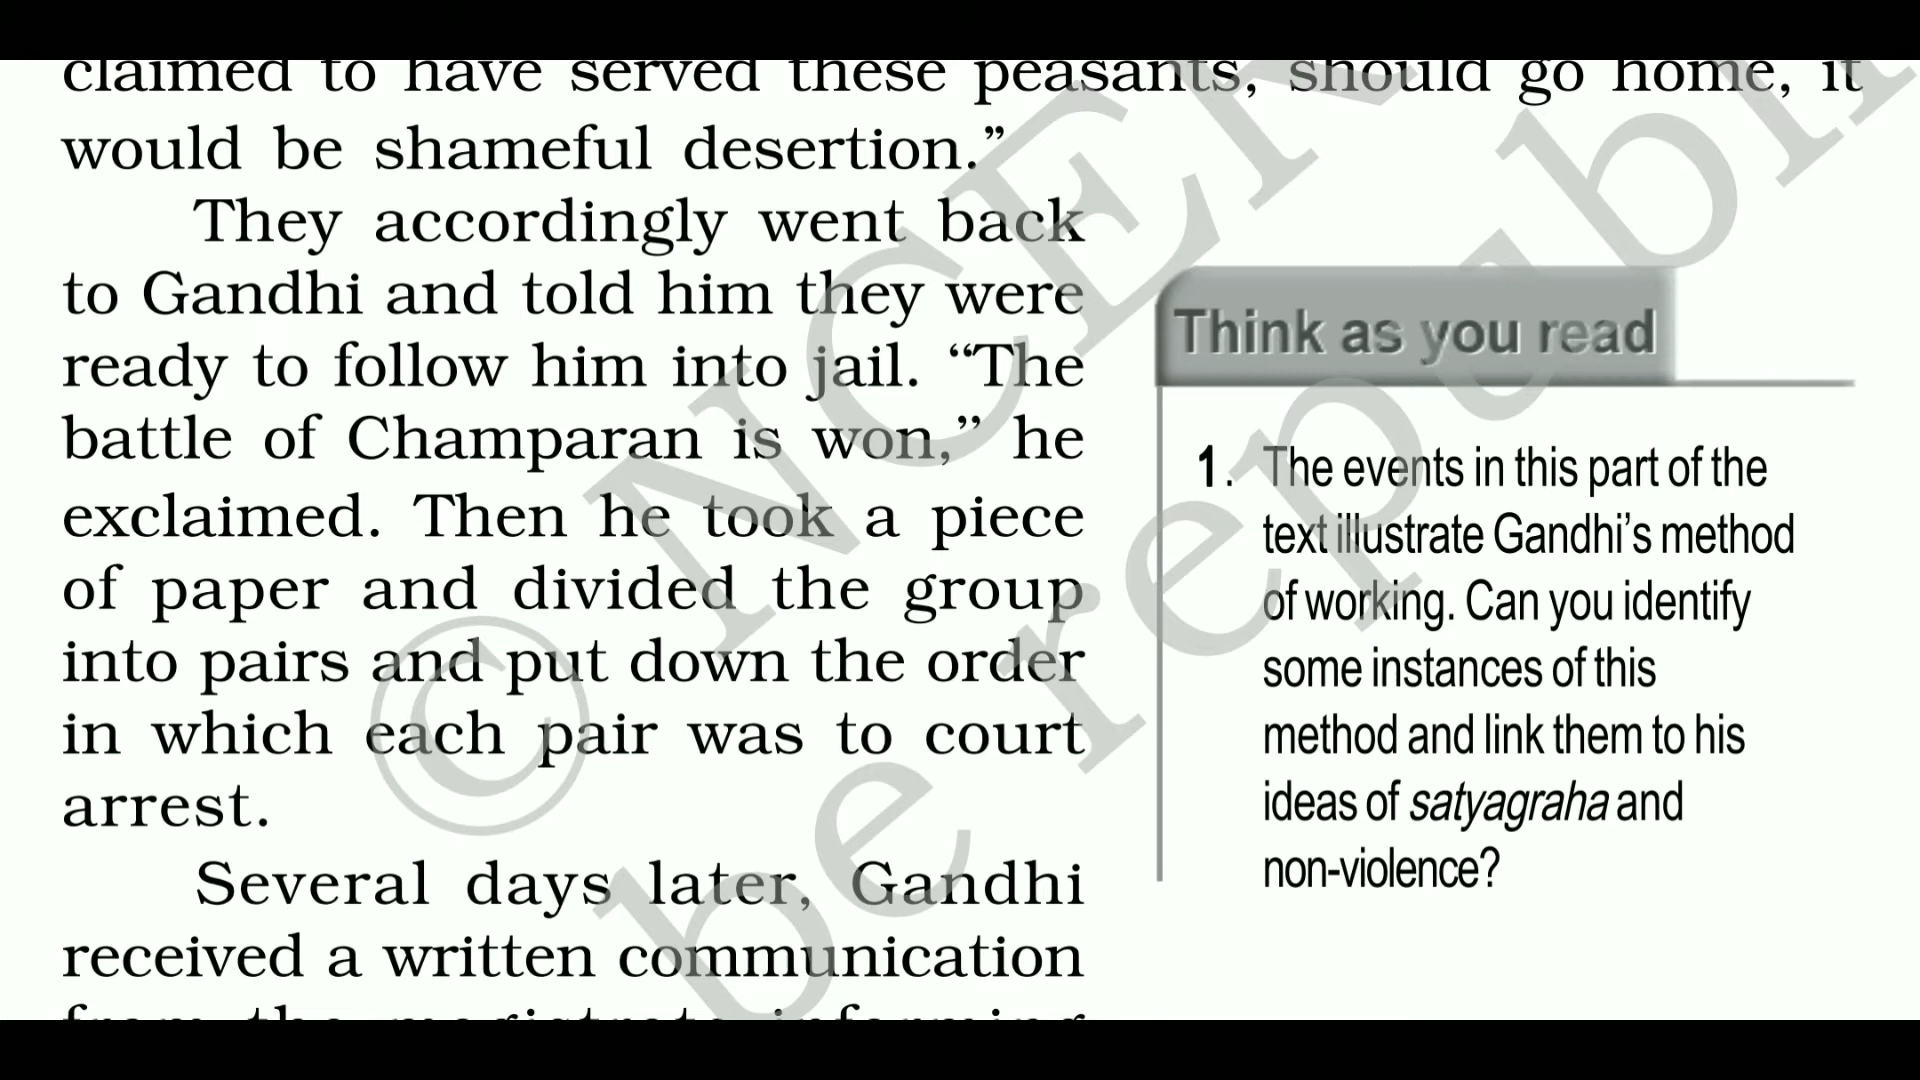 claimed to have served these peasants, should go home, it
would be shameful desertion.”
They accordingly went back
to Gandhi and told him they were
ready to follow him into jail. “The
battle of Champaran is won,” he
exclaimed. Then he took a piece
of paper and divided the group
into pairs and put down the order
in which each pair was to court
arrest.
Several days later, Gandhi
received a written communication
from the magistrate informing
Think as you read
1. The events in this part of the
text illustrate Gandhi’s method
of working. Can you identify
some instances of this
method and link them to his
ideas of satyagraha and
non-violence?
© NCER
be republi